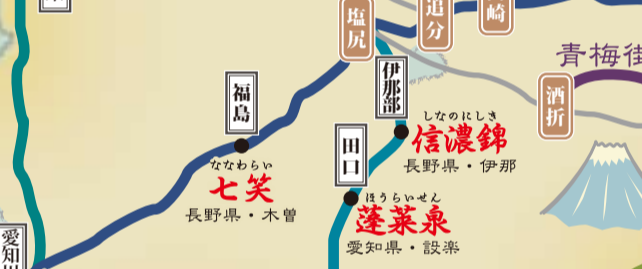 塩尻
追分
崎
伊那部
青梅街
福島
酒折
しなのにしき
信濃錦
長野県・伊那
田口
ななわらい
七笑
長野県・木曽
ほうらいせん
蓬莱泉
愛知県・設楽
愛知川